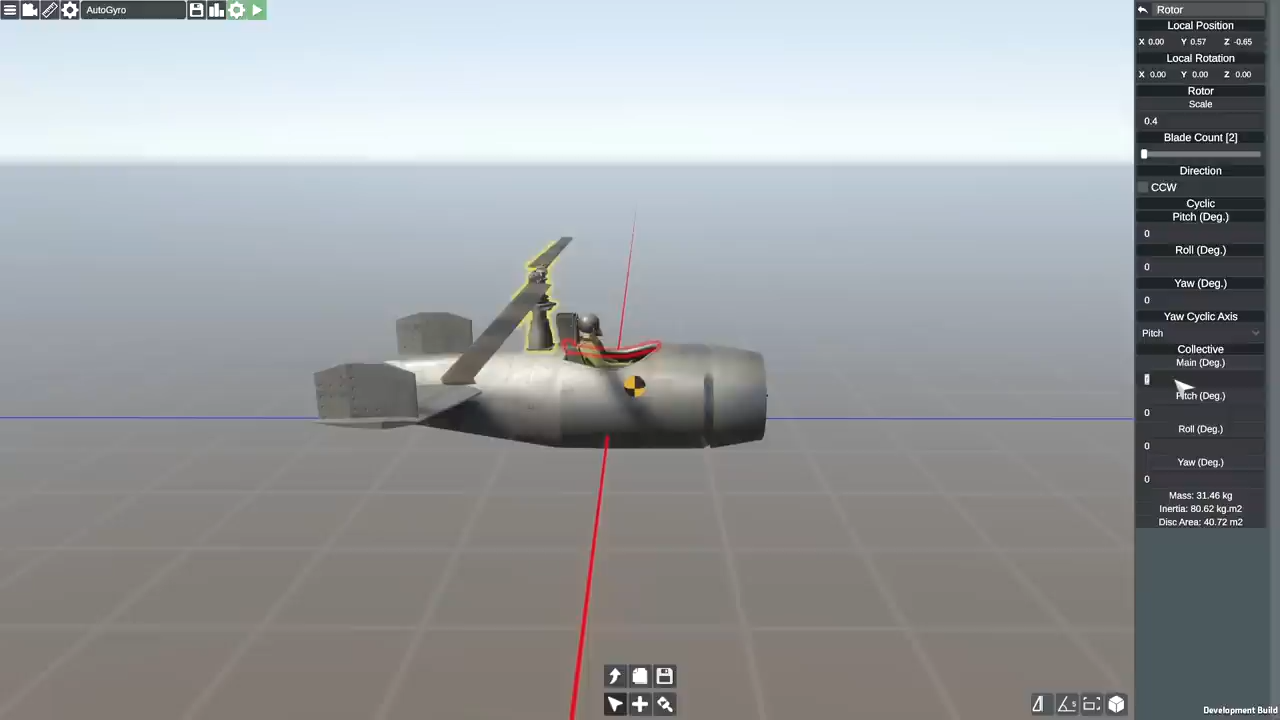 AutoGyro
Rotor
Local Position
X 0.00 Y 0.57 Z -0.65
Local Rotation
X 0.00 Y 0.00 Z 0.00
Rotor
Scale
0.4
Blade Count [2]
Direction
CCW
Cyclic
Pitch (Deg.)
0
Roll (Deg.)
0
Yaw (Deg.)
0
Yaw Cyclic Axis
Pitch
Collective
Main (Deg.)
Pitch (Deg.)
0
Roll (Deg.)
0
Yaw (Deg.)
0
Mass: 31.46 kg
Inertia: 80.62 kg.m2
Disc Area: 40.72 m2
Development Build